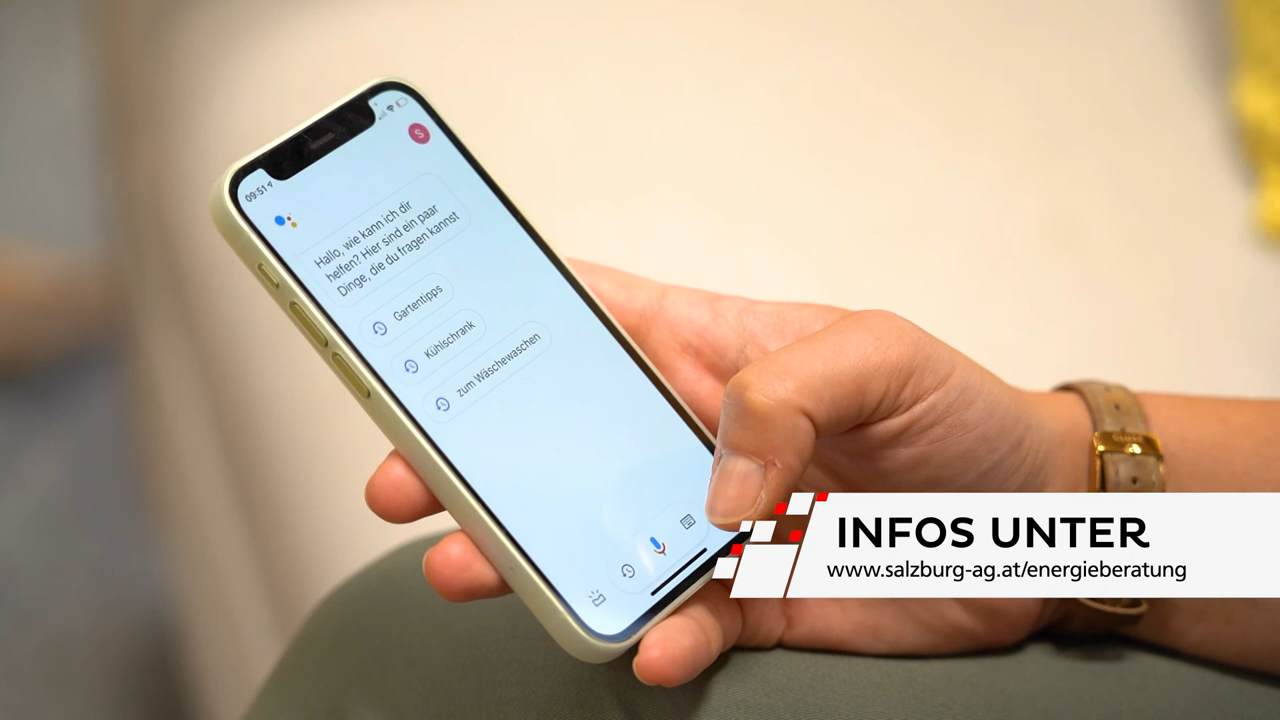 09:51
S
Hallo, wie kann ich dir
helfen? Hier sind ein paar
Dinge, die du fragen kannst
Gartentipps
Kühlschrank
zum Wäschewaschen
INFOS UNTER
www.salzburg-ag.at/energieberatung